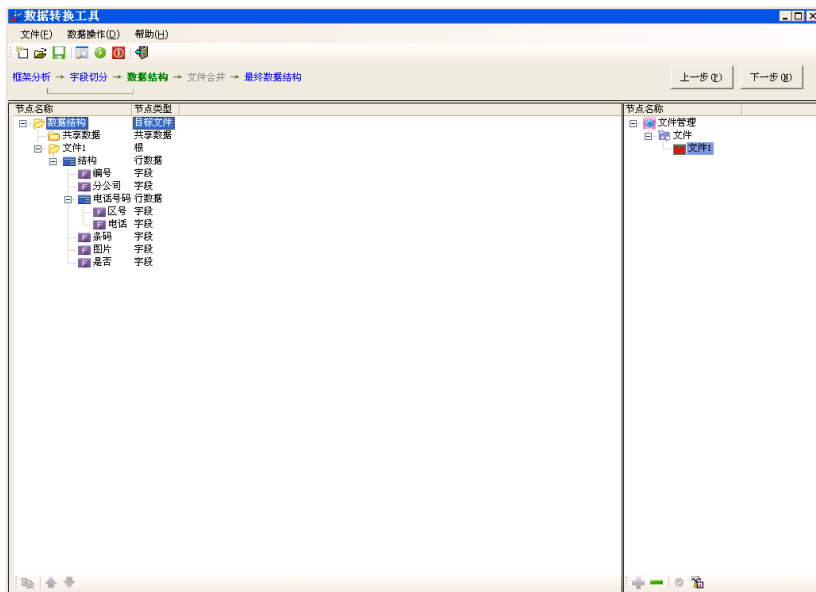 数据转换工具
文件(F) 数据操作(D) 帮助(H)
框架分析 → 字段切分 → 数据结构 → 文件合并 → 最终数据结构 上一步(P) 下一步(N)
节点名称 节点类型 节点名称
数据结构 目标文件 文件管理
共享数据 共享数据 文件
文件1 根 文件1
结构 行数据
F 编号 字段
F 分公司 字段
电话号码 行数据
F 区号 字段
F 电话 字段
F 条码 字段
F 图片 字段
F 是否 字段